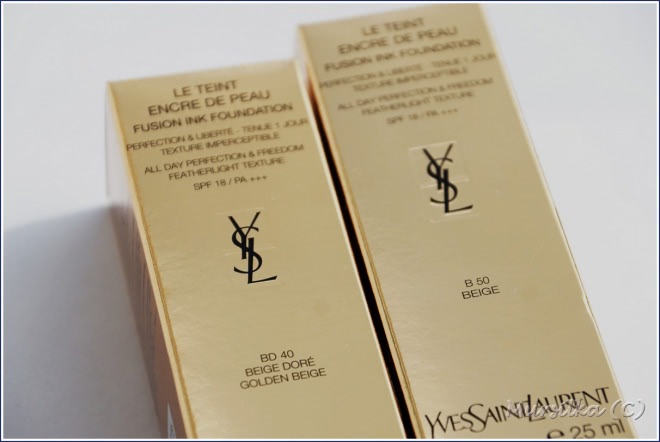 LE TEINT
ENCRE DE PEAU
FUSION INK FOUNDATION
PERFECTION & LIBERTÉ - TENUE 1 JOUR
TEXTURE IMPERCEPTIBLE
ALL DAY PERFECTION & FREEDOM
FEATHERLIGHT TEXTURE
SPF 18 / PA +++
YSL
BD 40
BEIGE DORÉ
GOLDEN BEIGE
LE TEINT
ENCRE DE PEAU
FUSION INK FOUNDATION
PERFECTION & LIBERTÉ - TENUE 1 JOUR
TEXTURE IMPERCEPTIBLE
ALL DAY PERFECTION & FREEDOM
FEATHERLIGHT TEXTURE
SPF 18 / PA +++
YSL
B 50
BEIGE
YVESSAINTLAURENT
e 25 ml
(C)